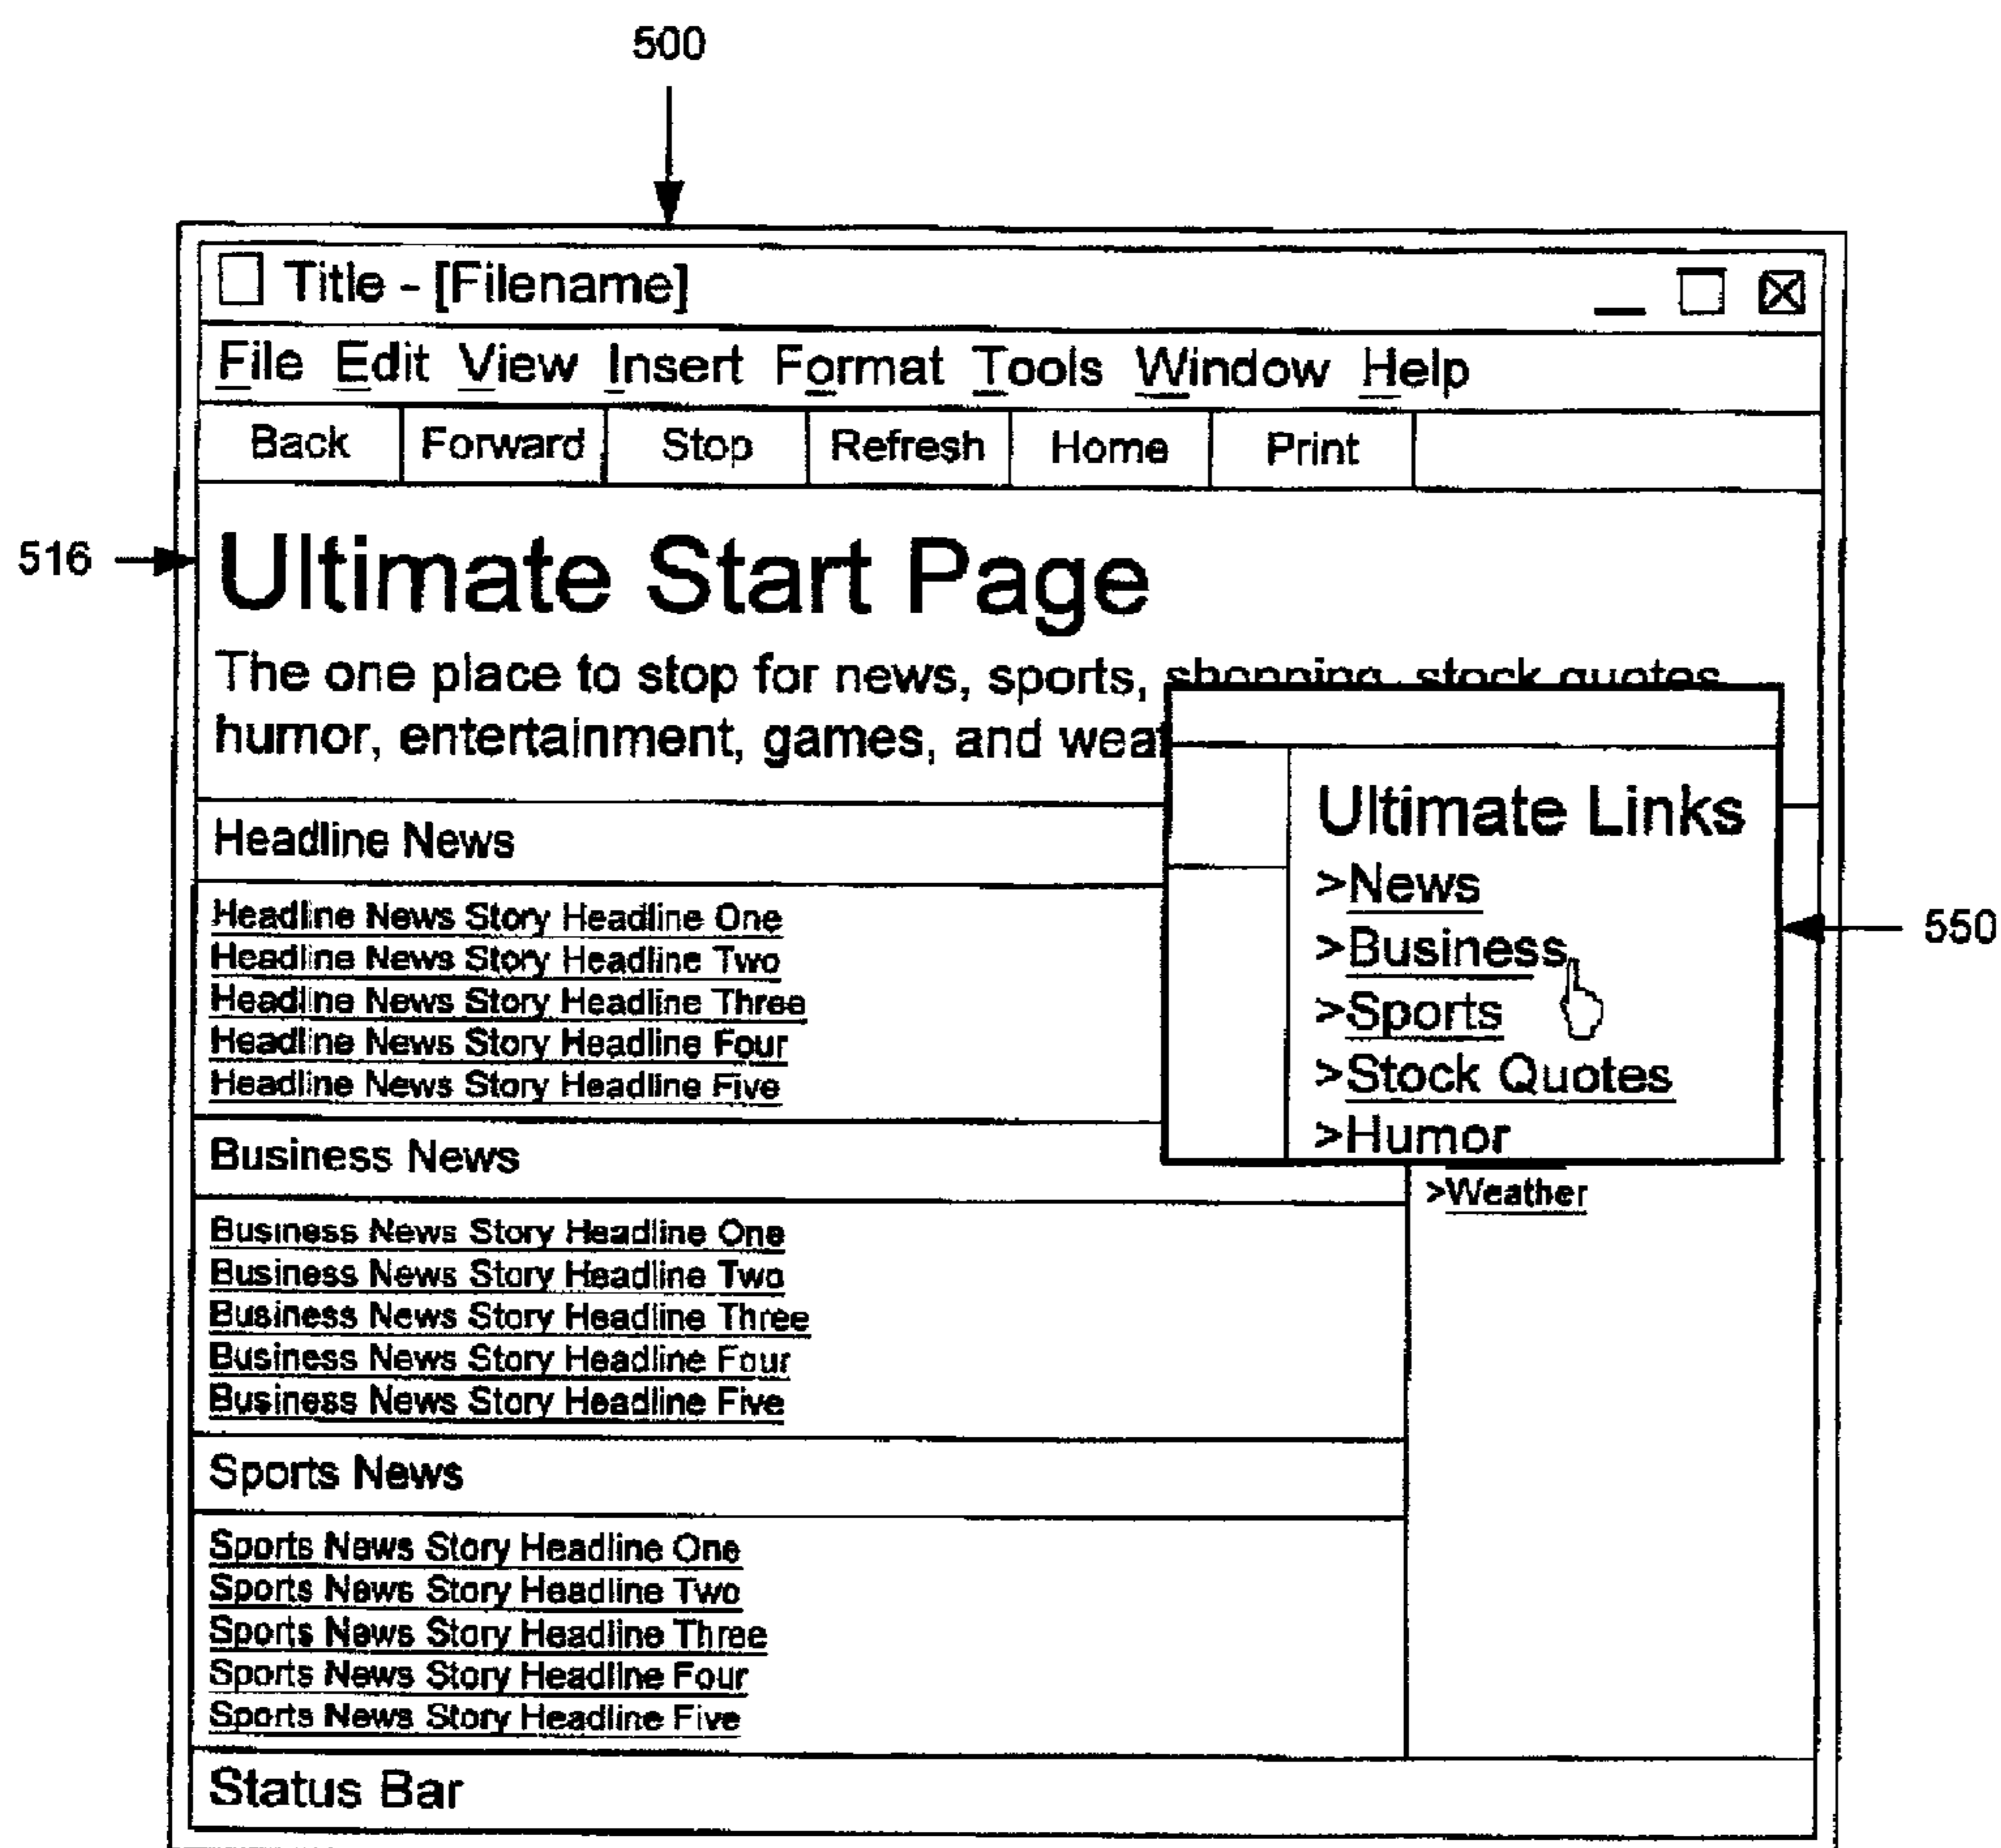 500
Title - [Filename]
File Edit View Insert Format Tools Window Help
Back Forward Stop Refresh Home Print
516
Ultimate Start Page
The one place to stop for news, sports, shopping, stock quotes
humor, entertainment, games, and
Headline News
Headline News Story Headline One
Headline News Story Headline Two
Headline News Story Headline Three
Headline News Story Headline Four
Headline News Story Headline Five
Ultimate Links
>News
>Business
>Sports
>Stock Quotes
>Humor
550
>Weather
Business News
Business News Story Headline One
Business News Story Headline Two
Business News Story Headline Three
Business News Story Headline Four
Business News Story Headline Five
Sports News
Sports News Story Headline One
Sports News Story Headline Two
Sports News Story Headline Three
Sports News Story Headline Four
Sports News Story Headline Five
Status Bar